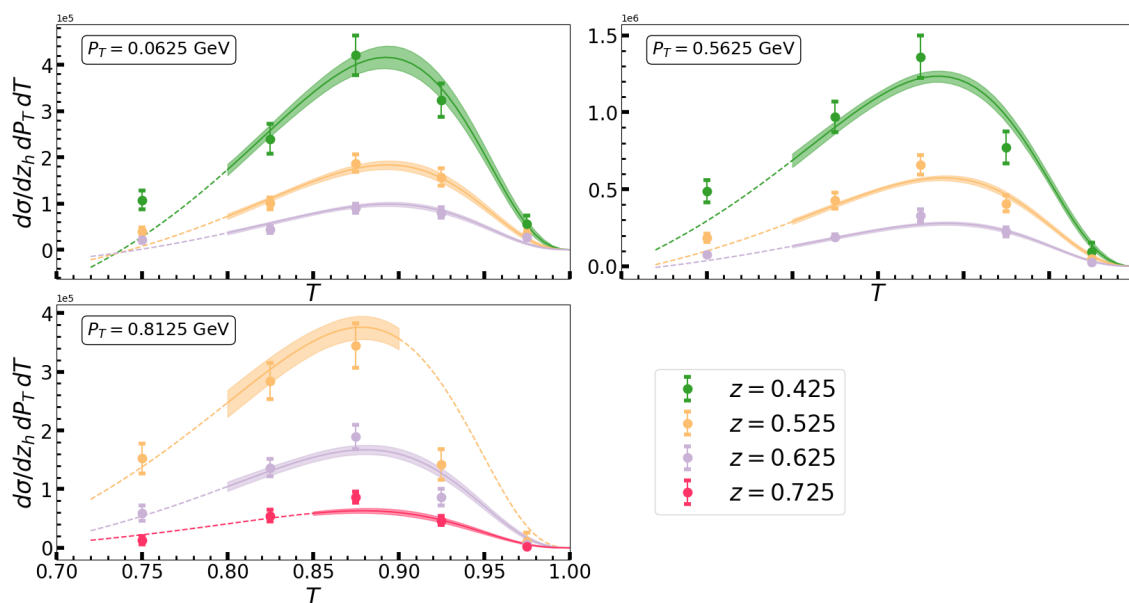 1e5
P_T = 0.0625 GeV
4
3
2
1
0
dσ/dz_h dP_T dT
T
1e6
P_T = 0.5625 GeV
1.5
1.0
0.5
0.0
T
1e5
P_T = 0.8125 GeV
4
3
2
1
0
dσ/dz_h dP_T dT
0.70 0.75 0.80 0.85 0.90 0.95 1.00
T
z = 0.425
z = 0.525
z = 0.625
z = 0.725